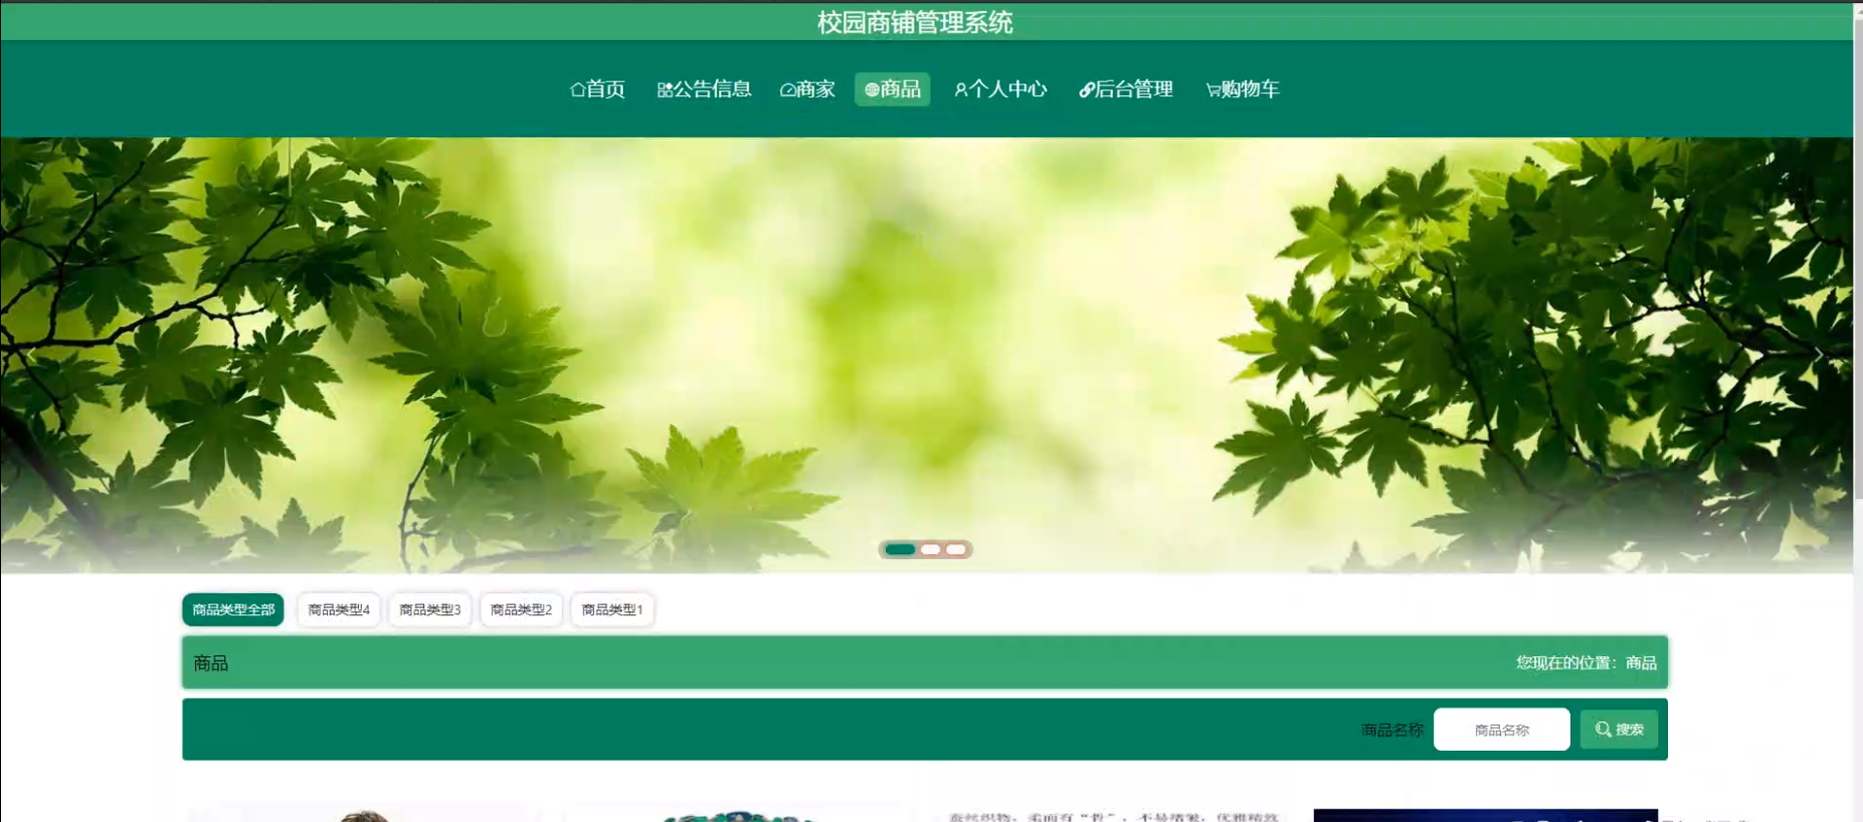 校园商铺管理系统
首页 公告信息 商家 商品 个人中心 后台管理 购物车
商品类型全部 商品类型4 商品类型3 商品类型2 商品类型1
商品 您现在的位置：商品
商品名称 商品名称 搜索